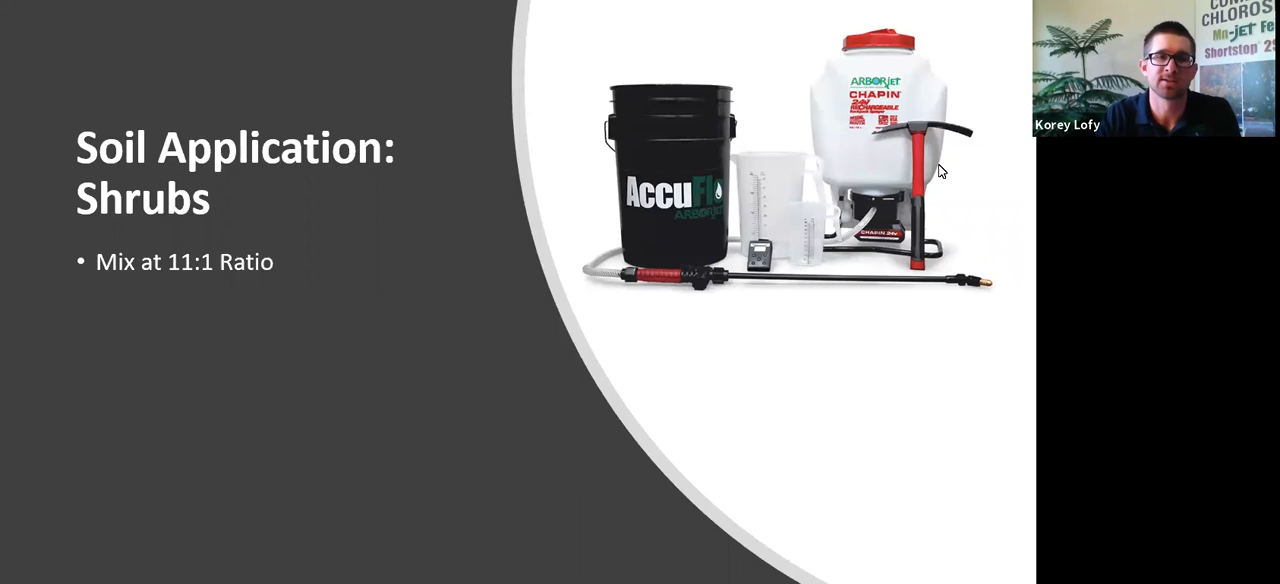 Soil Application:
Shrubs
• Mix at 11:1 Ratio
AccuFlo
ARBORJET
ARBORJET
CHAPIN
24V
RECHARGEABLE
CHAPIN 24V
CHLOROS
Mn-jet Fe
Shortstop
Korey Lofy